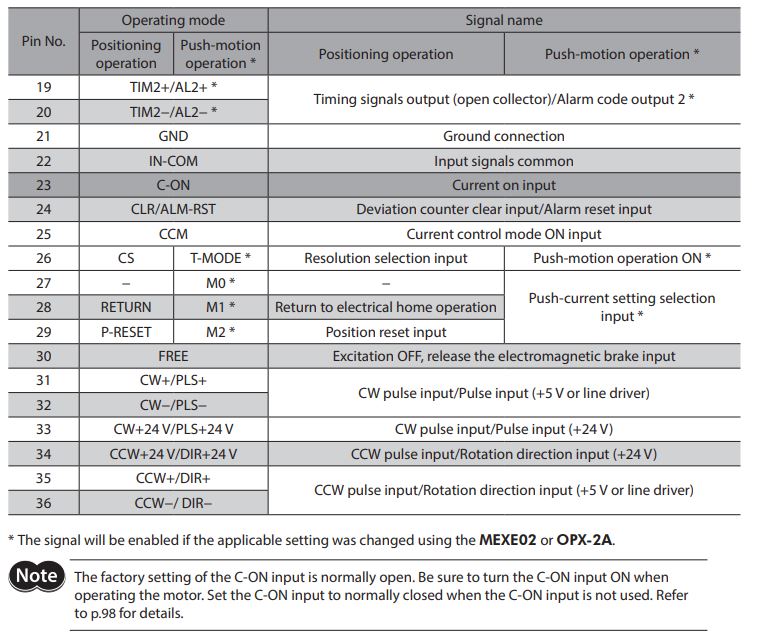 Pin No. Operating mode Signal name
Positioning operation Push-motion operation * Positioning operation Push-motion operation *
19 TIM2+/AL2+ * Timing signals output (open collector)/Alarm code output 2 *
20 TIM2−/AL2− *
21 GND Ground connection
22 IN-COM Input signals common
23 C-ON Current on input
24 CLR/ALM-RST Deviation counter clear input/Alarm reset input
25 CCM Current control mode ON input
26 CS T-MODE * Resolution selection input Push-motion operation ON *
27 − M0 * − Push-current setting selection input *
28 RETURN M1 * Return to electrical home operation
29 P-RESET M2 * Position reset input
30 FREE Excitation OFF, release the electromagnetic brake input
31 CW+/PLS+ CW pulse input/Pulse input (+5 V or line driver)
32 CW−/PLS−
33 CW+24 V/PLS+24 V CW pulse input/Pulse input (+24 V)
34 CCW+24 V/DIR+24 V CCW pulse input/Rotation direction input (+24 V)
35 CCW+/DIR+ CCW pulse input/Rotation direction input (+5 V or line driver)
36 CCW−/ DIR−
* The signal will be enabled if the applicable setting was changed using the MEXE02 or OPX-2A.
Note
The factory setting of the C-ON input is normally open. Be sure to turn the C-ON input ON when
operating the motor. Set the C-ON input to normally closed when the C-ON input is not used. Refer
to p.98 for details.